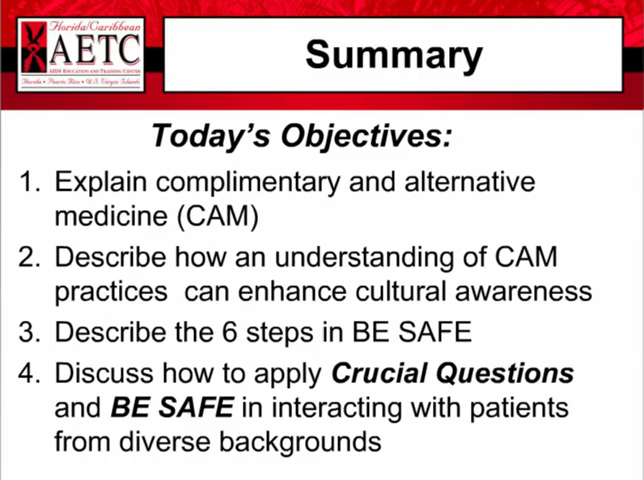 Florida/Caribbean
AETC
AIDS EDUCATION AND TRAINING CENTER
Florida • Puerto Rico • U.S. Virgin Islands
Summary
Today's Objectives:
1. Explain complimentary and alternative
medicine (CAM)
2. Describe how an understanding of CAM
practices can enhance cultural awareness
3. Describe the 6 steps in BE SAFE
4. Discuss how to apply Crucial Questions
and BE SAFE in interacting with patients
from diverse backgrounds